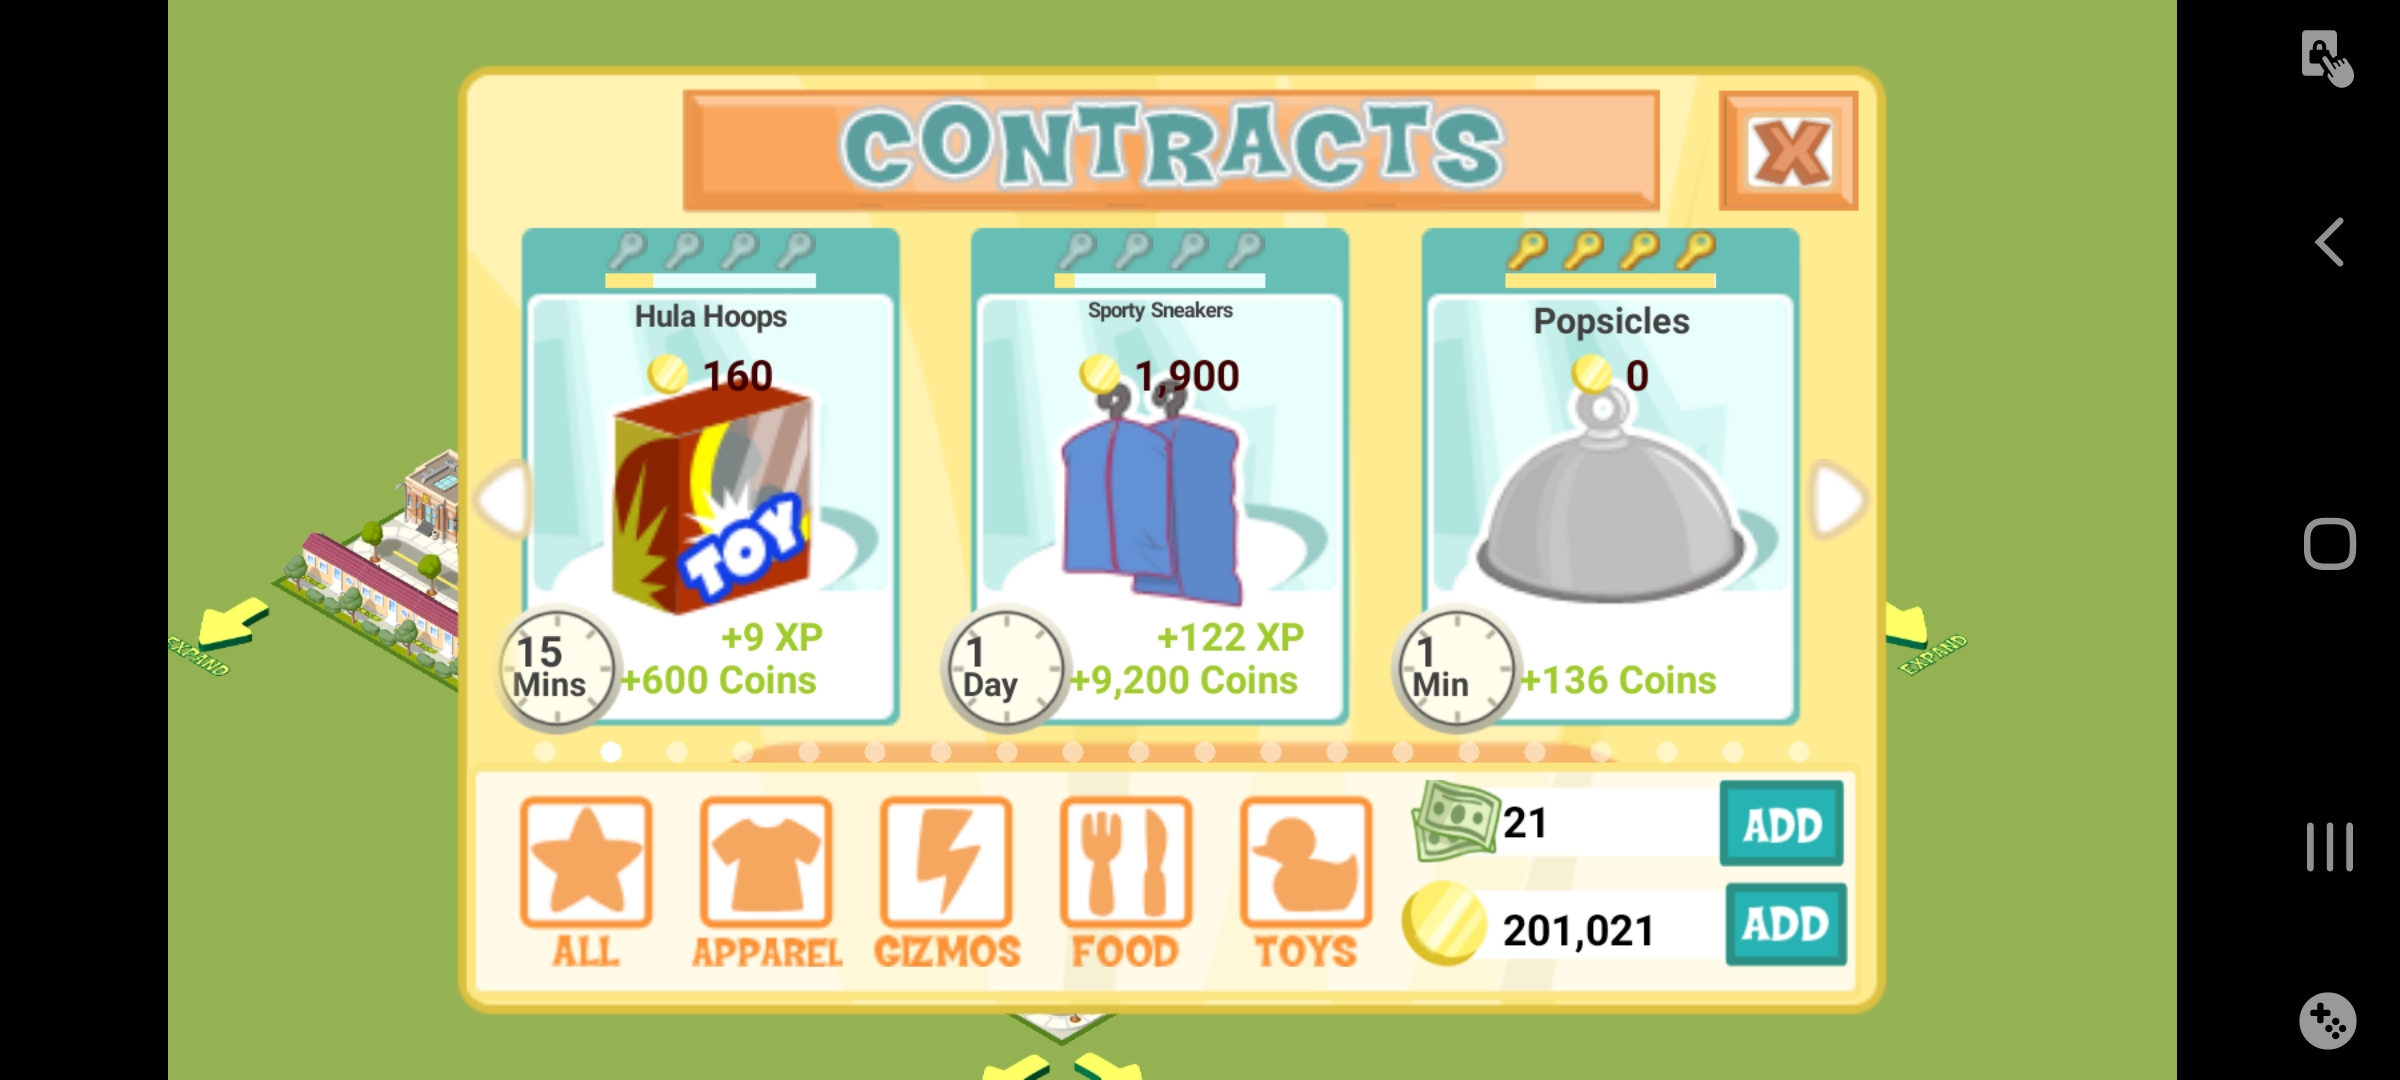 CONTRACTS
X
Hula Hoops
160
TOY
15
Mins
+9 XP
+600 Coins
Sporty Sneakers
1,900
1
Day
+122 XP
+9,200 Coins
Popsicles
0
1
Min
+136 Coins
EXPAND
EXPAND
ALL
APPAREL
GIZMOS
FOOD
TOYS
21
ADD
201,021
ADD